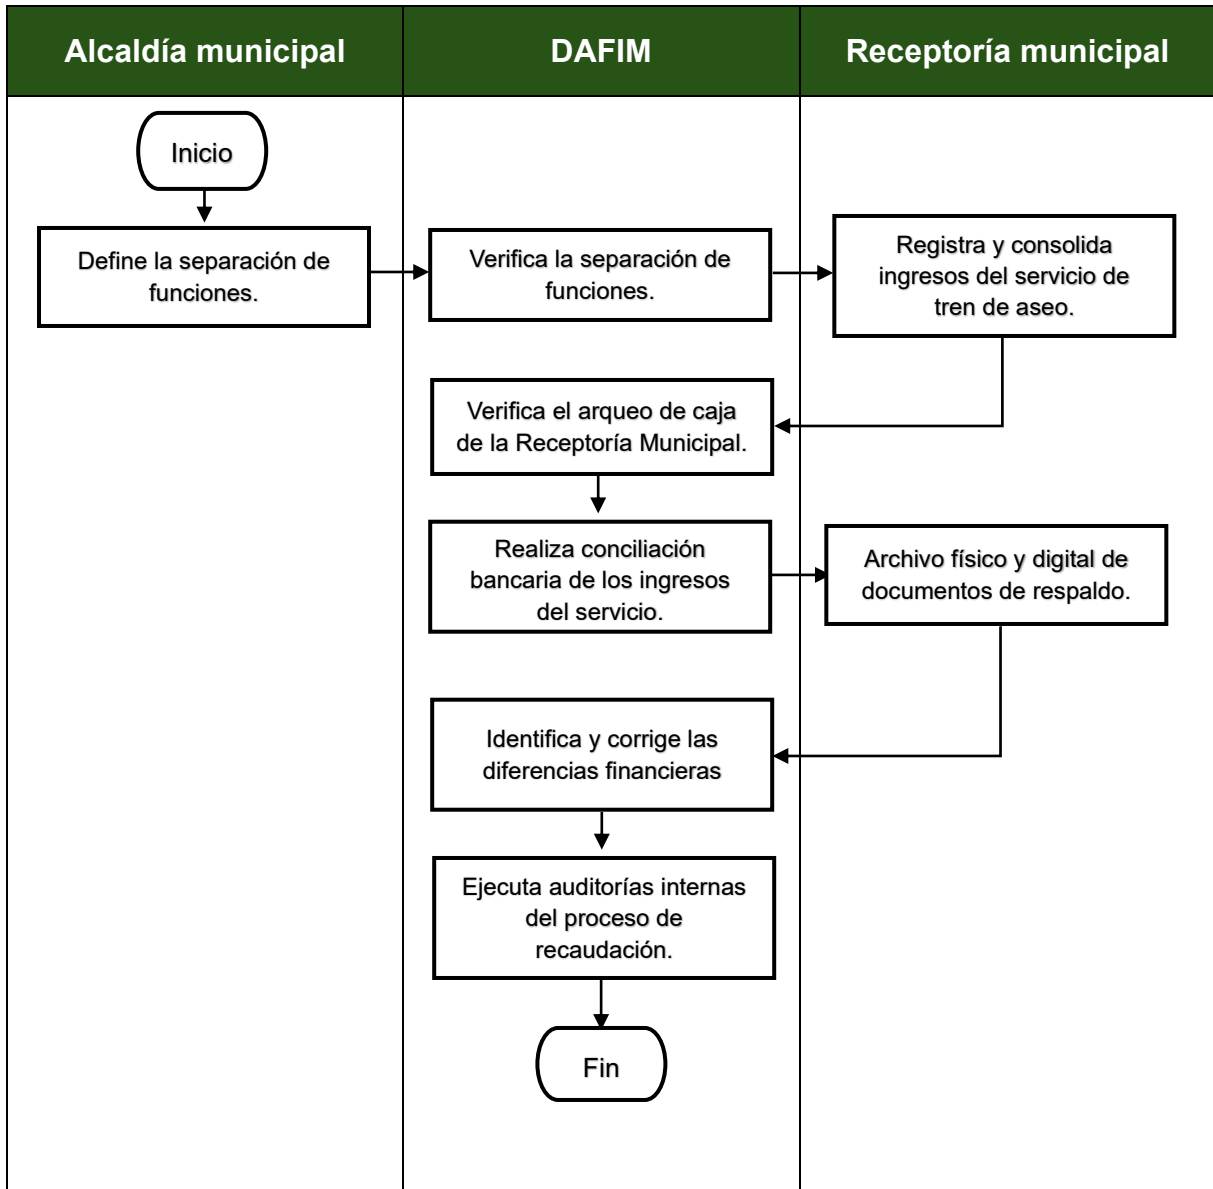 Alcaldía municipal
DAFIM
Receptoría municipal
Inicio
Define la separación de
funciones.
Verifica la separación de
funciones.
Registra y consolida
ingresos del servicio de
tren de aseo.
Verifica el arqueo de caja
de la Receptoría Municipal.
Realiza conciliación
bancaria de los ingresos
del servicio.
Archivo físico y digital de
documentos de respaldo.
Identifica y corrige las
diferencias financieras
Ejecuta auditorías internas
del proceso de
recaudación.
Fin